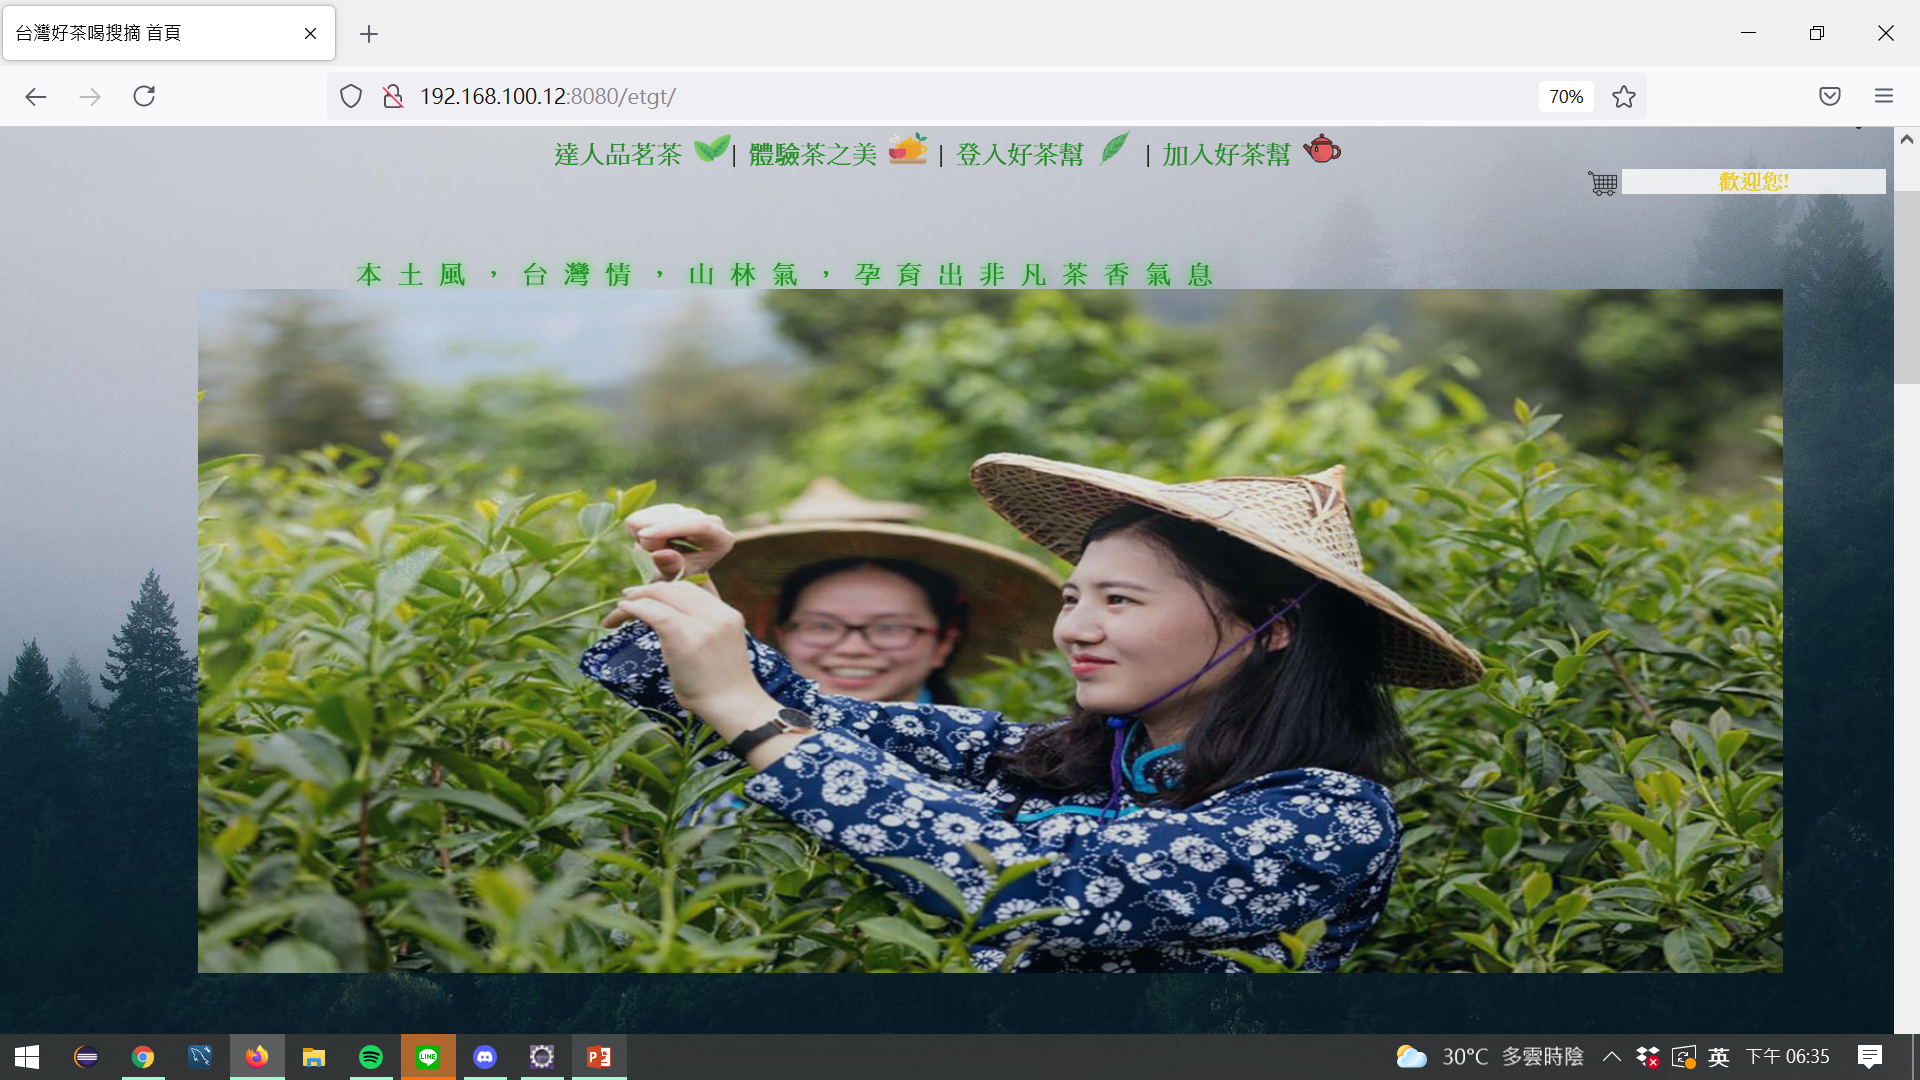 台灣好茶喝搜摘 首頁
192.168.100.12:8080/etgt/
70%
達人品茗茶 | 體驗茶之美 | 登入好茶幫 | 加入好茶幫
歡迎您!
本土風，台灣情，山林氣，孕育出非凡茶香氣息
LINE
30°C 多雲時陰 英 下午 06:35